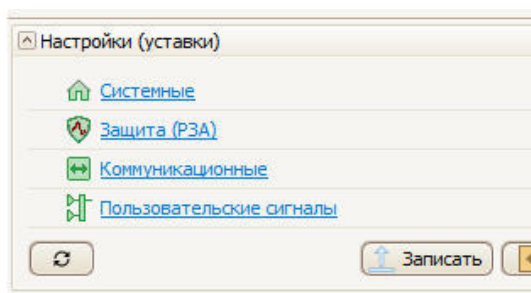 Настройки (уставки)
Системные
Защита (РЗА)
Коммуникационные
Пользовательские сигналы
Записать